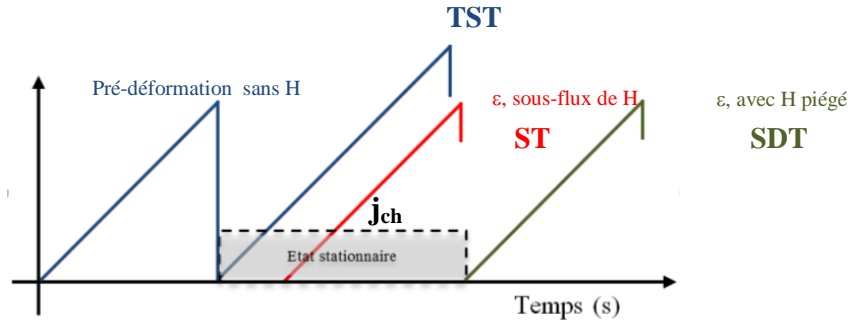 TST
Pré-déformation sans H
ε, sous-flux de H
ε, avec H piégé
ST
SDT
jch
Etat stationnaire
Temps (s)